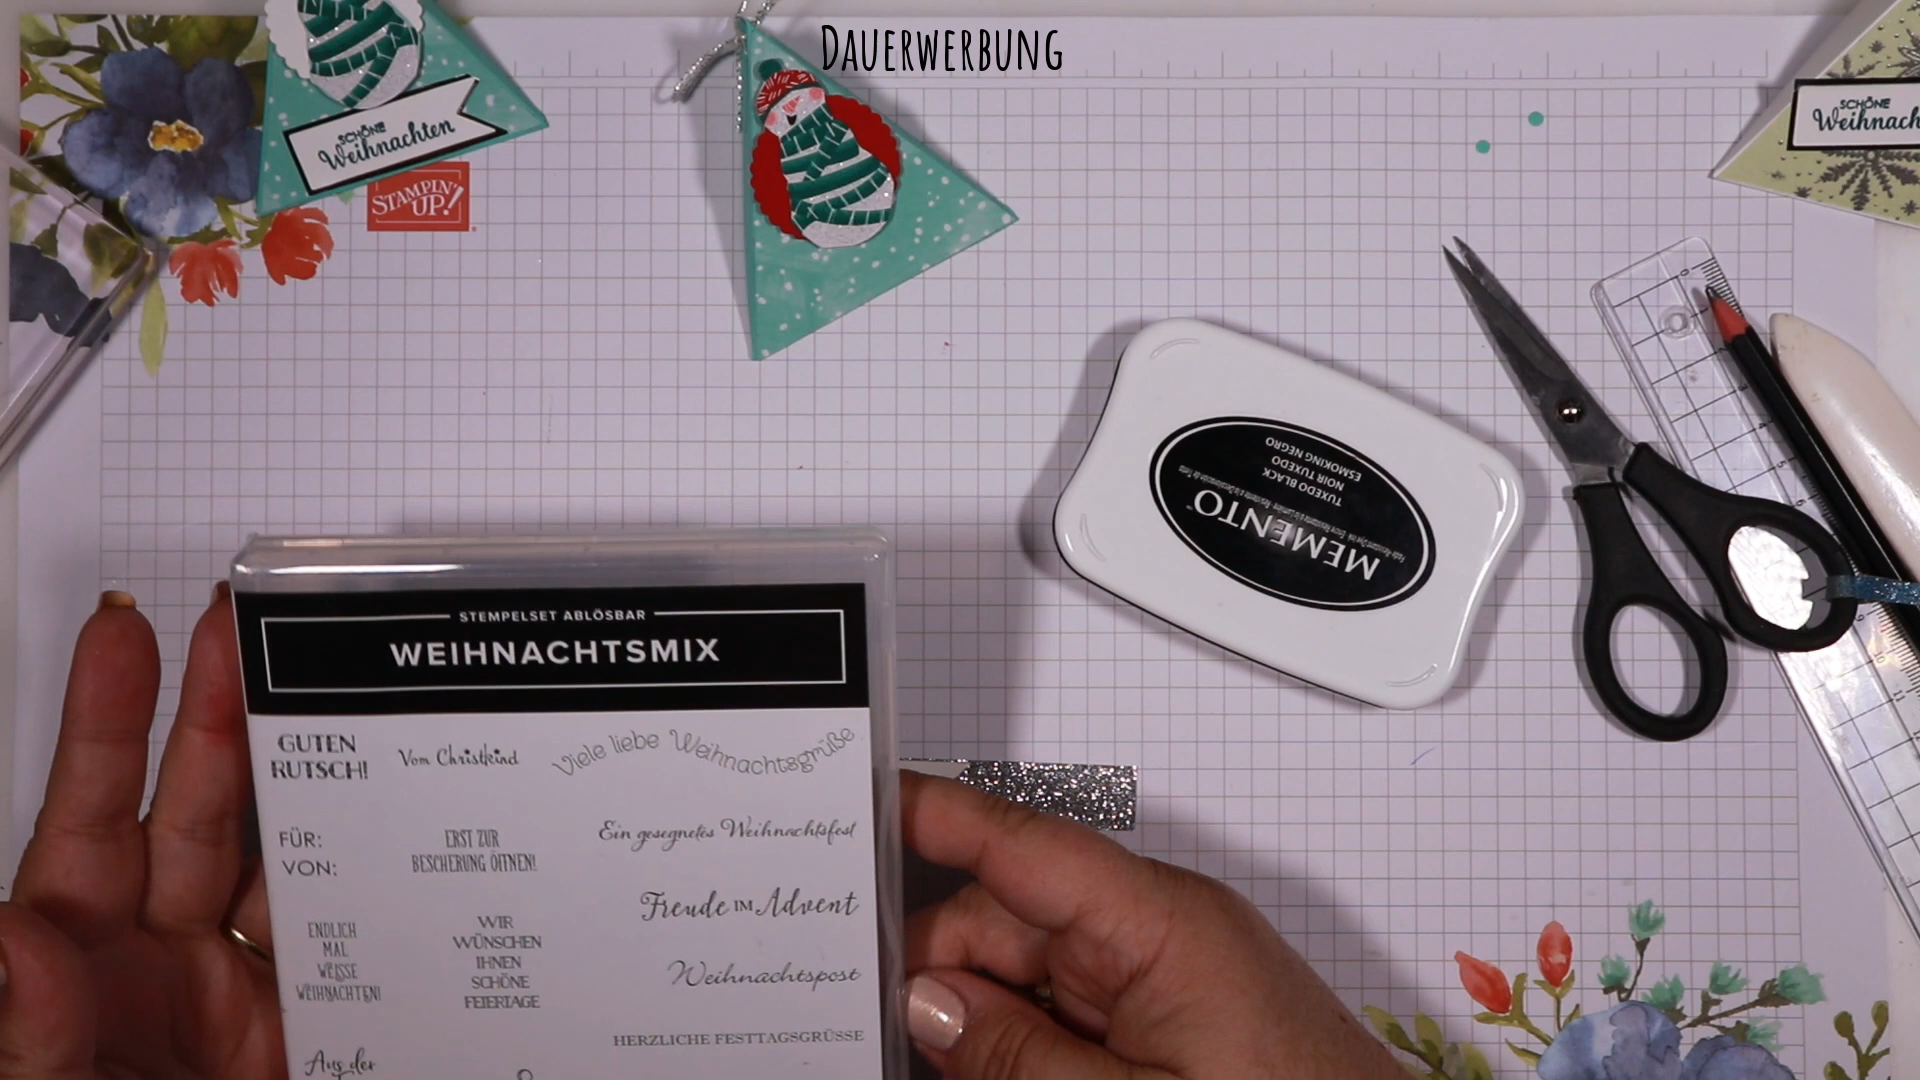 DAUERWERBUNG
SCHÖNE
Weihnachten
STAMPIN'
UP!
SCHÖNE
MEMENTO
TUXEDO BLACK
NOIR TUXEDO
ESMOKING NEGRO
STEMPELSET ABLÖSBAR
WEIHNACHTSMIX
GUTEN
RUTSCH!
Vom Christkind
Viele liebe Weihnachtsgrüße
FÜR:
VON:
ERST ZUR
BESCHERUNG ÖFFNEN!
Ein gesegnetes Weihnachtsfest
Freude IM Advent
ENDLICH
MAL
WEISSE
WEIHNACHTEN!
WIR
WÜNSCHEN
IHNEN
SCHÖNE
FEIERTAGE
Weihnachtspost
HERZLICHE FESTTAGSGRÜSSE
Aus der